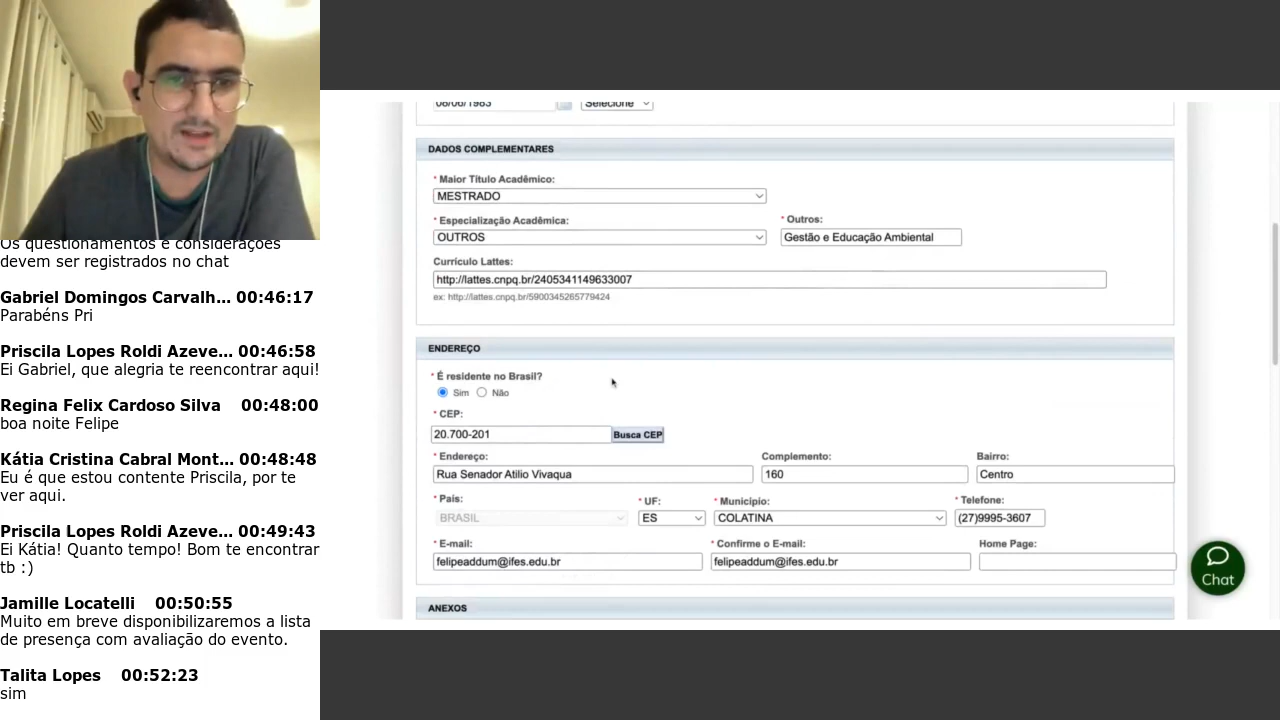 Os questionamentos e considerações
devem ser registrados no chat
Gabriel Domingos Carvalh... 00:46:17
Parabéns Pri
Priscila Lopes Roldi Azeve... 00:46:58
Ei Gabriel, que alegria te reencontrar aqui!
Regina Felix Cardoso Silva 00:48:00
boa noite Felipe
Kátia Cristina Cabral Mont... 00:48:48
Eu é que estou contente Priscila, por te
ver aqui.
Priscila Lopes Roldi Azeve... 00:49:43
Ei Kátia! Quanto tempo! Bom te encontrar
tb :)
Jamille Locatelli 00:50:55
Muito em breve disponibilizaremos a lista
de presença com avaliação do evento.
Talita Lopes 00:52:23
sim
06/06/1983 Selecione
DADOS COMPLEMENTARES
* Maior Título Acadêmico:
MESTRADO
* Especialização Acadêmica: * Outros:
OUTROS Gestão e Educação Ambiental
Currículo Lattes:
http://lattes.cnpq.br/2405341149633007
ex: http://lattes.cnpq.br/5900345265779424
ENDEREÇO
* É residente no Brasil?
Sim Não
* CEP:
20.700-201 Busca CEP
* Endereço: Complemento: Bairro:
Rua Senador Atilio Vivaqua 160 Centro
* País: * UF: * Município: * Telefone:
BRASIL ES COLATINA (27)9995-3607
* E-mail: * Confirme o E-mail: Home Page:
felipeaddum@ifes.edu.br felipeaddum@ifes.edu.br
ANEXOS
Chat